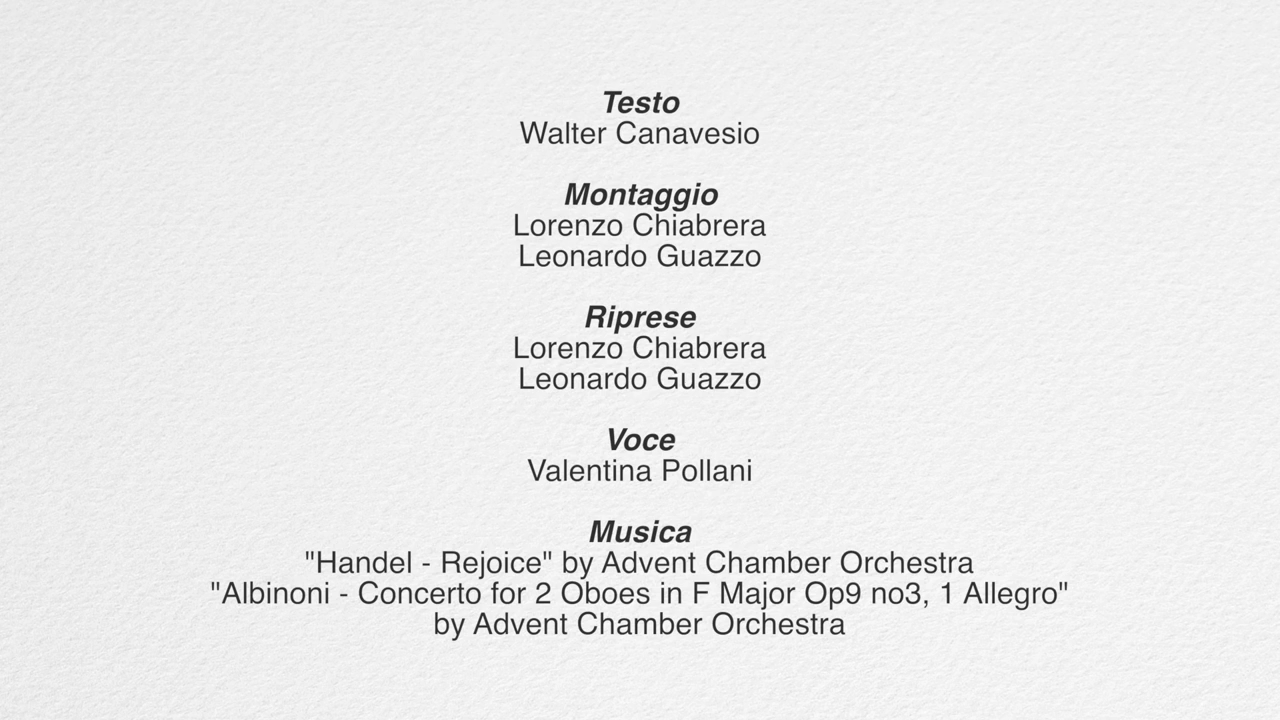 Testo
Walter Canavesio
Montaggio
Lorenzo Chiabrera
Leonardo Guazzo
Riprese
Lorenzo Chiabrera
Leonardo Guazzo
Voce
Valentina Pollani
Musica
"Handel - Rejoice" by Advent Chamber Orchestra
"Albinoni - Concerto for 2 Oboes in F Major Op9 no3, 1 Allegro"
by Advent Chamber Orchestra